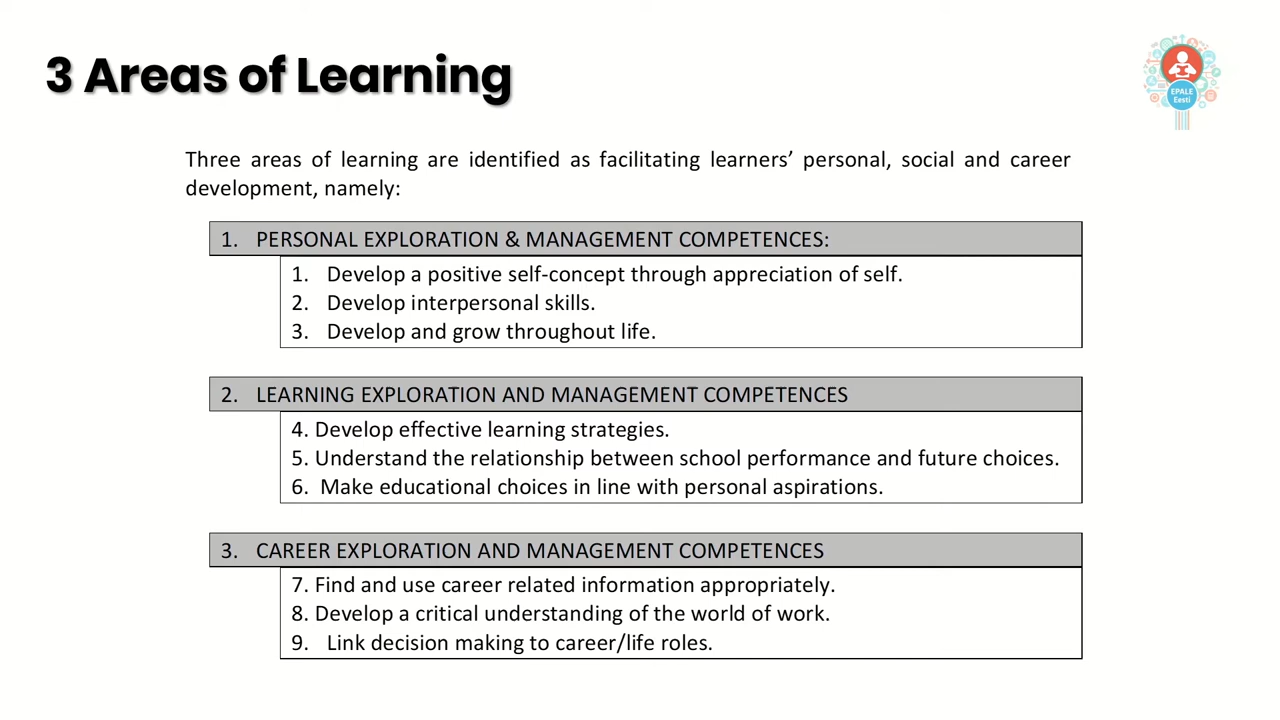 3 Areas of Learning
EPALE
Eesti
Three areas of learning are identified as facilitating learners’ personal, social and career
development, namely:
1. PERSONAL EXPLORATION & MANAGEMENT COMPETENCES:
1. Develop a positive self-concept through appreciation of self.
2. Develop interpersonal skills.
3. Develop and grow throughout life.
2. LEARNING EXPLORATION AND MANAGEMENT COMPETENCES
4. Develop effective learning strategies.
5. Understand the relationship between school performance and future choices.
6. Make educational choices in line with personal aspirations.
3. CAREER EXPLORATION AND MANAGEMENT COMPETENCES
7. Find and use career related information appropriately.
8. Develop a critical understanding of the world of work.
9. Link decision making to career/life roles.